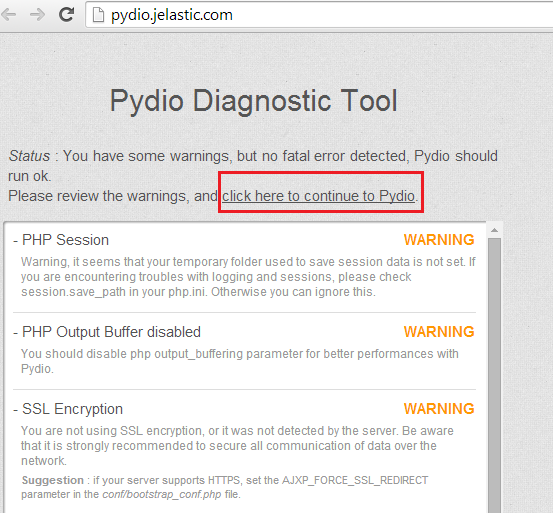 pydio.jelastic.com
Pydio Diagnostic Tool
Status : You have some warnings, but no fatal error detected, Pydio should
run ok.
Please review the warnings, and click here to continue to Pydio.
- PHP Session WARNING
Warning, it seems that your temporary folder used to save session data is not set. If
you are encountering troubles with logging and sessions, please check
session.save_path in your php.ini. Otherwise you can ignore this.
- PHP Output Buffer disabled WARNING
You should disable php output_buffering parameter for better performances with
Pydio.
- SSL Encryption WARNING
You are not using SSL encryption, or it was not detected by the server. Be aware
that it is strongly recommended to secure all communication of data over the
network.
Suggestion : if your server supports HTTPS, set the AJXP_FORCE_SSL_REDIRECT
parameter in the conf/bootstrap_conf.php file.